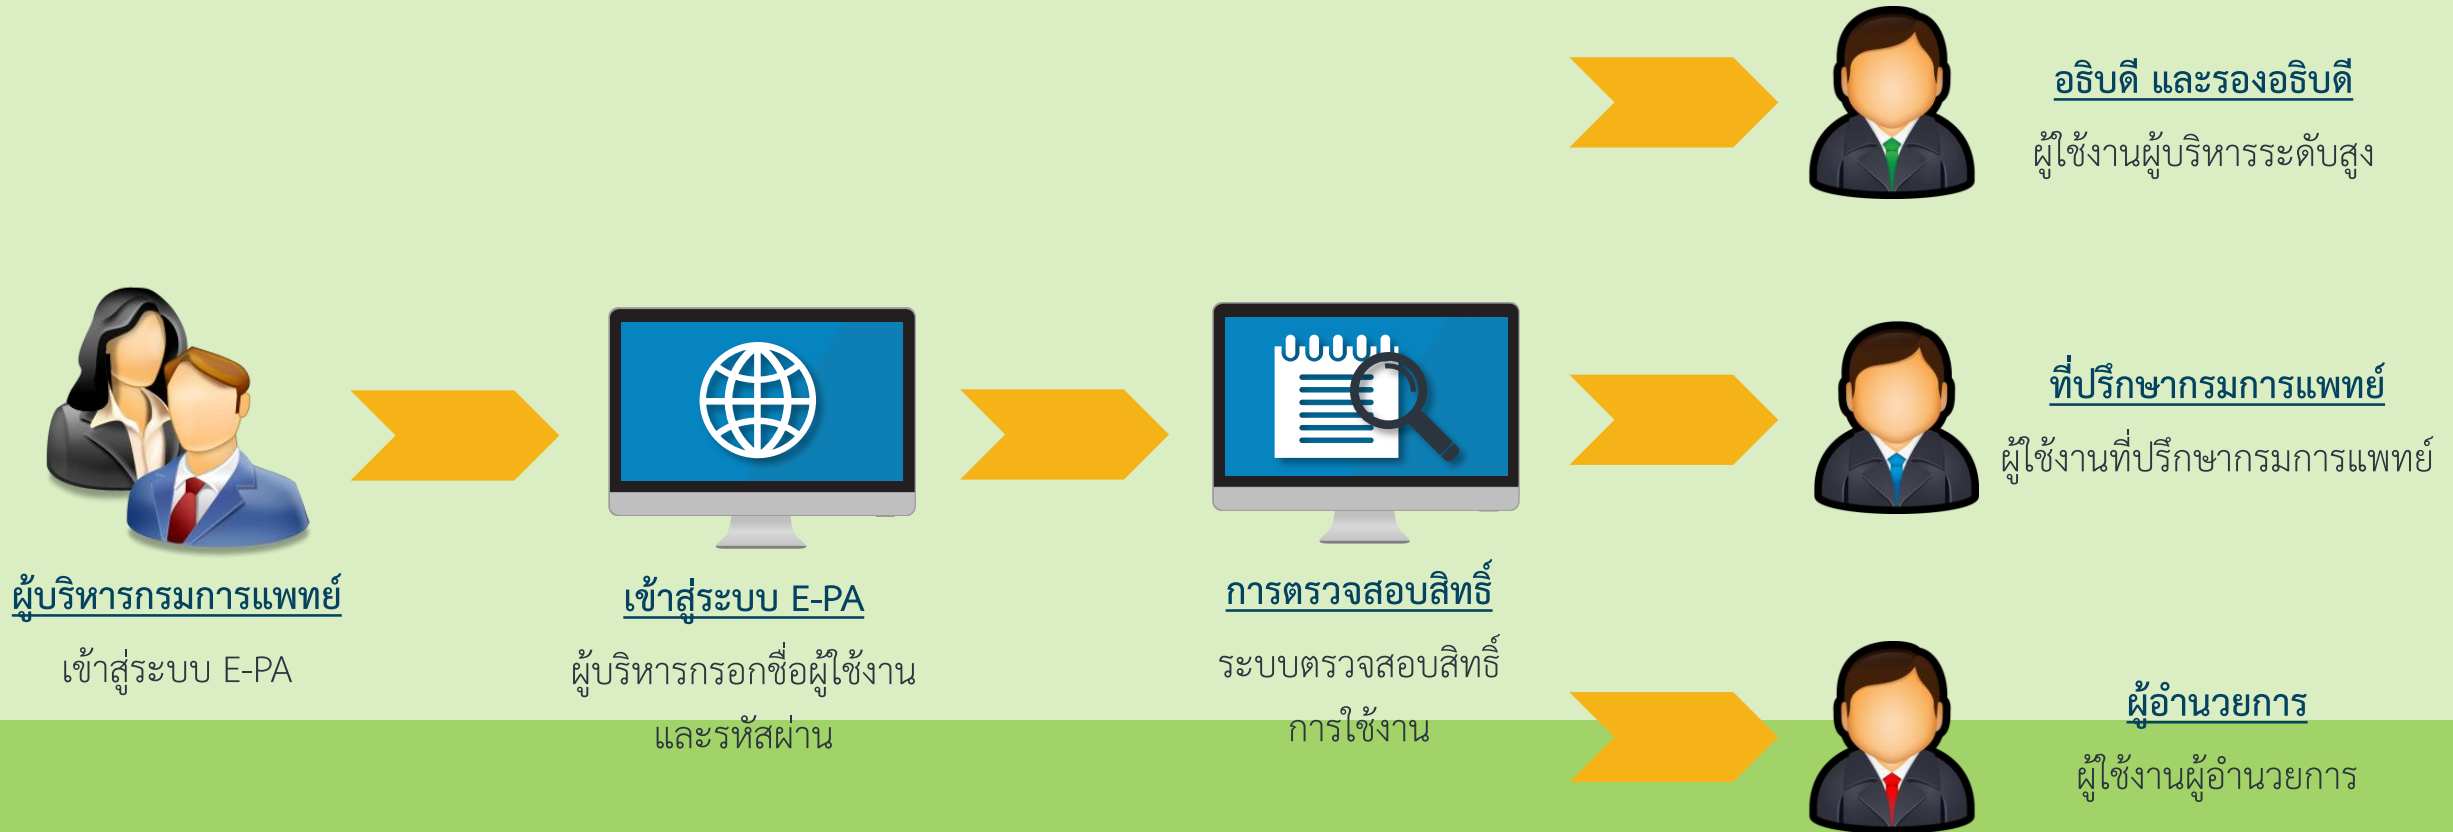 อธิบดี และรองอธิบดี
ผู้ใช้งานผู้บริหารระดับสูง
ที่ปรึกษากรมการแพทย์
ผู้ใช้งานที่ปรึกษากรมการแพทย์
ผู้บริหารกรมการแพทย์
เข้าสู่ระบบ E-PA
เข้าสู่ระบบ E-PA
ผู้บริหารกรอกชื่อผู้ใช้งาน
และรหัสผ่าน
การตรวจสอบสิทธิ์
ระบบตรวจสอบสิทธิ์
การใช้งาน
ผู้อำนวยการ
ผู้ใช้งานผู้อำนวยการ